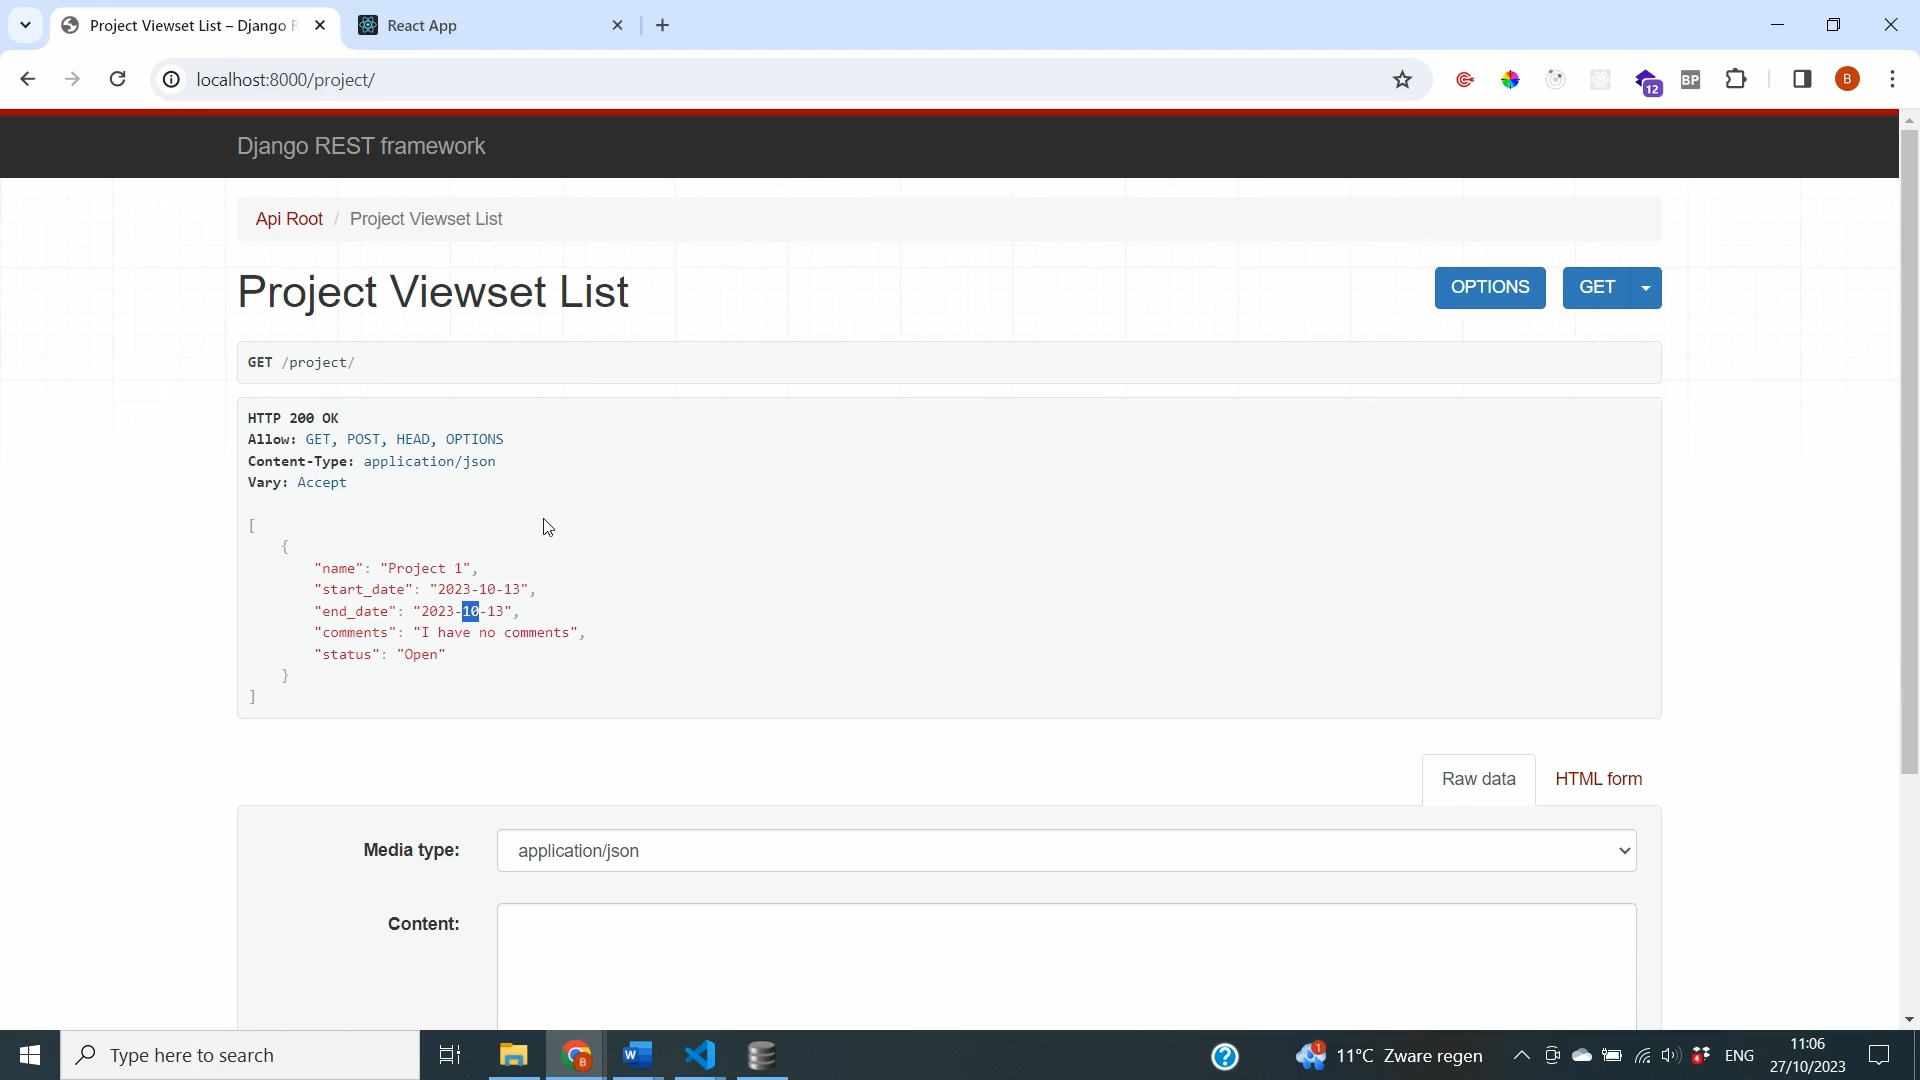 Project Viewset List – Django R
React App
localhost:8000/project/
12
BP
B
Django REST framework
Api Root / Project Viewset List
Project Viewset List
OPTIONS
GET
GET /project/
HTTP 200 OK
Allow: GET, POST, HEAD, OPTIONS
Content-Type: application/json
Vary: Accept
[
{
"name": "Project 1",
"start_date": "2023-10-13",
"end_date": "2023-10-13",
"comments": "I have no comments",
"status": "Open"
}
]
Raw data
HTML form
Media type:
application/json
Content:
Type here to search
B
W
?
1
11°C Zware regen
4
ENG
11:06
27/10/2023